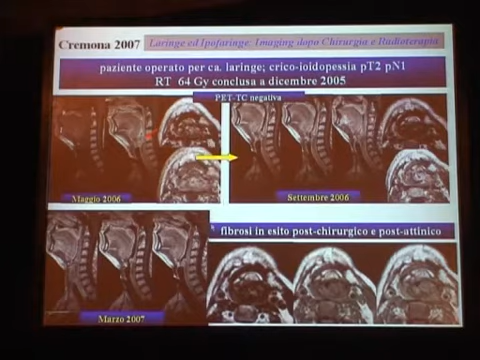 Cremona 2007
Laringe ed Ipofaringe: Imaging dopo Chirurgia e Radioterapia
paziente operato per ca. laringe; crico-ioidopessia pT2 pN1
RT 64 Gy conclusa a dicembre 2005
PET-TC negativa
Maggio 2006
Settembre 2006
fibrosi in esito post-chirurgico e post-attinico
Marzo 2007